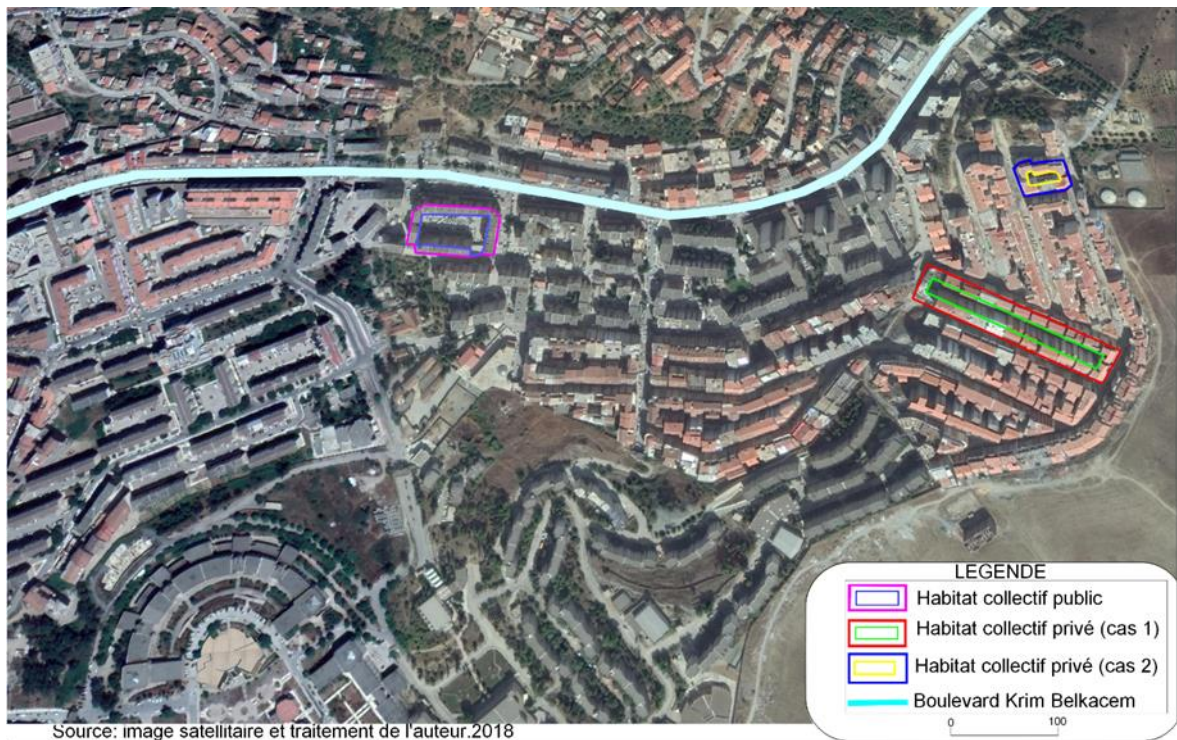 LEGENDE
Habitat collectif public
Habitat collectif privé (cas 1)
Habitat collectif privé (cas 2)
Boulevard Krim Belkacem
0 100
Source: image satellitaire et traitement de l'auteur.2018